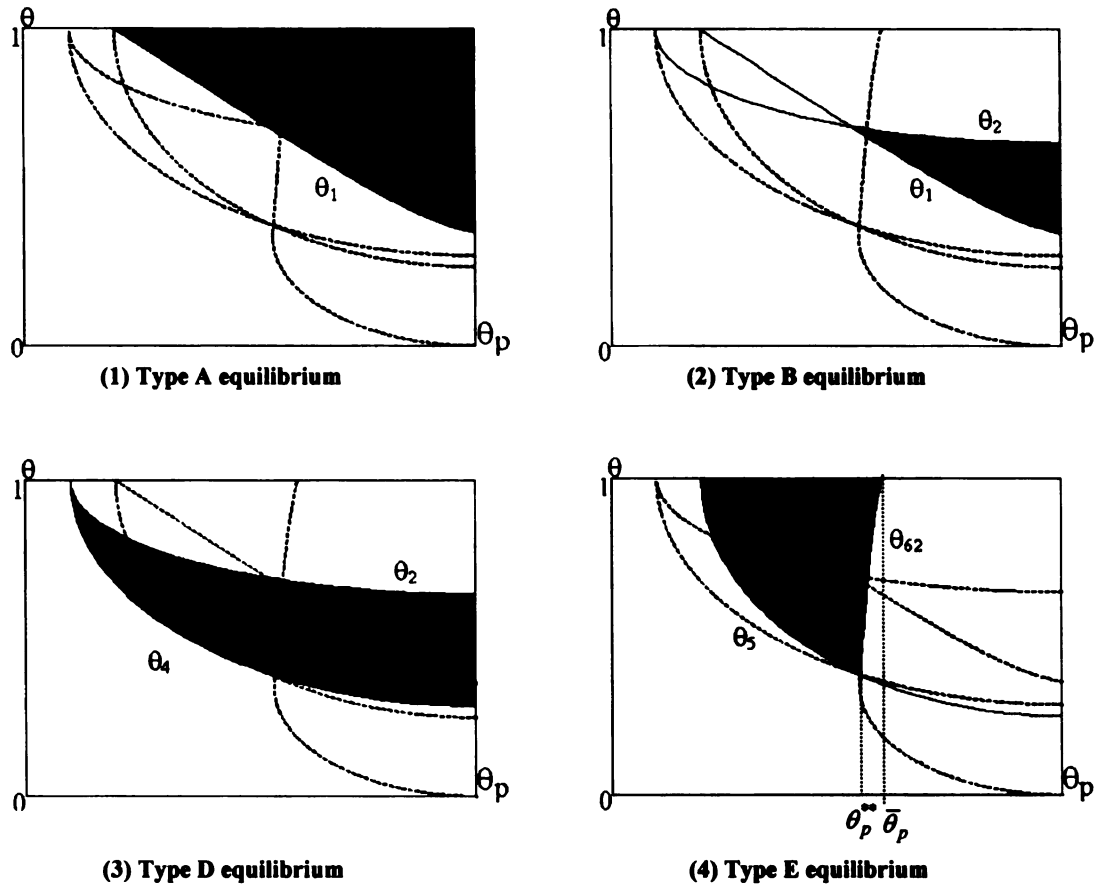 θ
1
θ₁
0
θp
(1) Type A equilibrium
θ
1
θ₂
θ₁
0
θp
(2) Type B equilibrium
θ
1
θ₂
θ₄
0
θp
(3) Type D equilibrium
θ
1
θ₆₂
θ₅
0
θp
θp** θ̄p
(4) Type E equilibrium